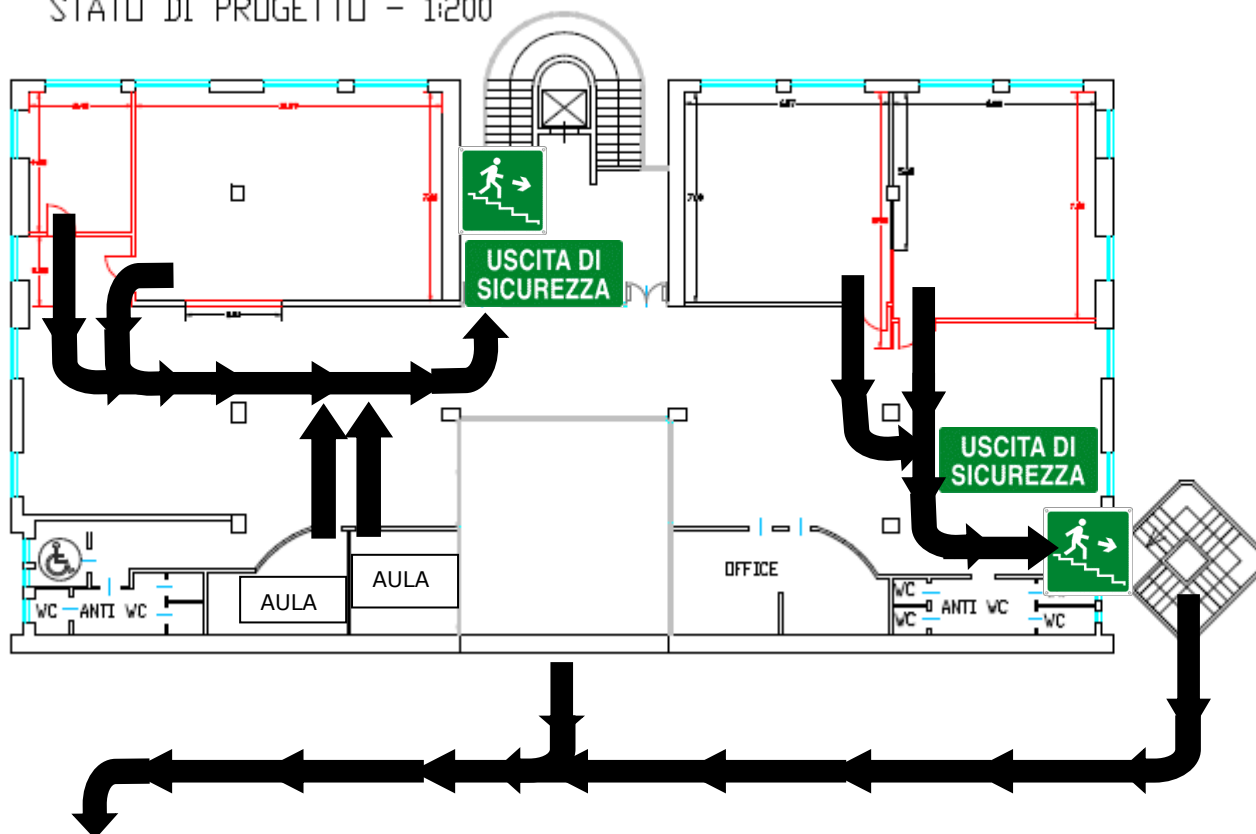 STATO DI PROGETTO - 1:200
USCITA DI
SICUREZZA
USCITA DI
SICUREZZA
AULA
AULA
OFFICE
WC
ANTI WC
WC
WC
ANTI WC
WC